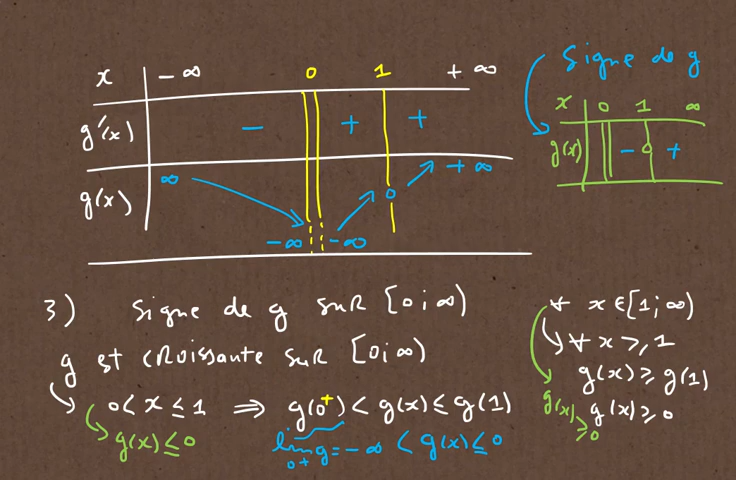 x | -∞ 0 1 +∞
g'(x) | - + +
g(x) | ∞ -∞ -∞ 0 +∞
Signe de g
x 0 1 ∞
g(x) - 0 +
3) Signe de g sur [0; ∞)
g est croissante sur [0; ∞)
0 < x ≤ 1 ⇒ g(0⁺) < g(x) ≤ g(1)
g(x) ≤ 0
lim g = -∞ < g(x) ≤ 0
0+
∀ x ∈ [1; ∞)
∀ x ≥ 1
g(x) ≥ g(1)
g(x) ≥ 0
g(x) ≥ 0